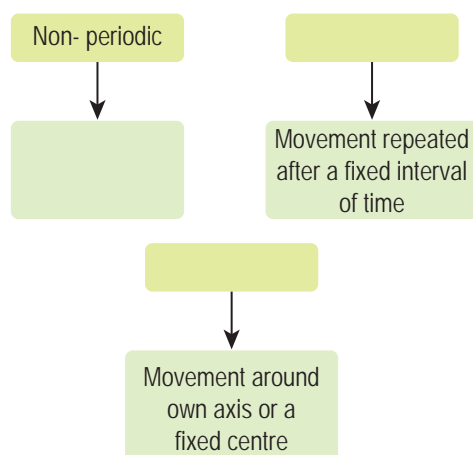 Non- periodic
Movement repeated
after a fixed interval
of time
Movement around
own axis or a
fixed centre